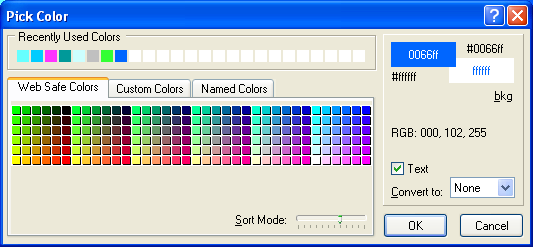 Pick Color
Recently Used Colors
Web Safe Colors
Custom Colors
Named Colors
Sort Mode:
0066ff
#0066ff
#ffffff
ffffff
bkg
RGB: 000, 102, 255
Text
Convert to:
None
OK
Cancel